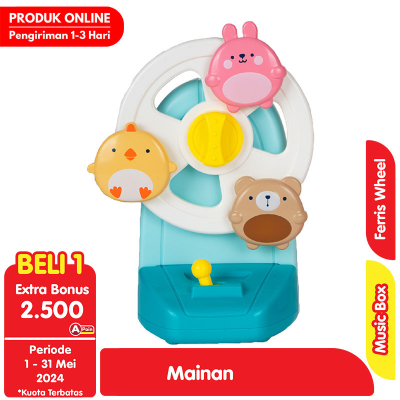 PRODUK ONLINE
Pengiriman 1-3 Hari
Ferris Wheel
Music Box
BELI 1
Extra Bonus
2.500
A Poin
Periode
1 - 31 Mei
2024
*Kuota Terbatas
Mainan